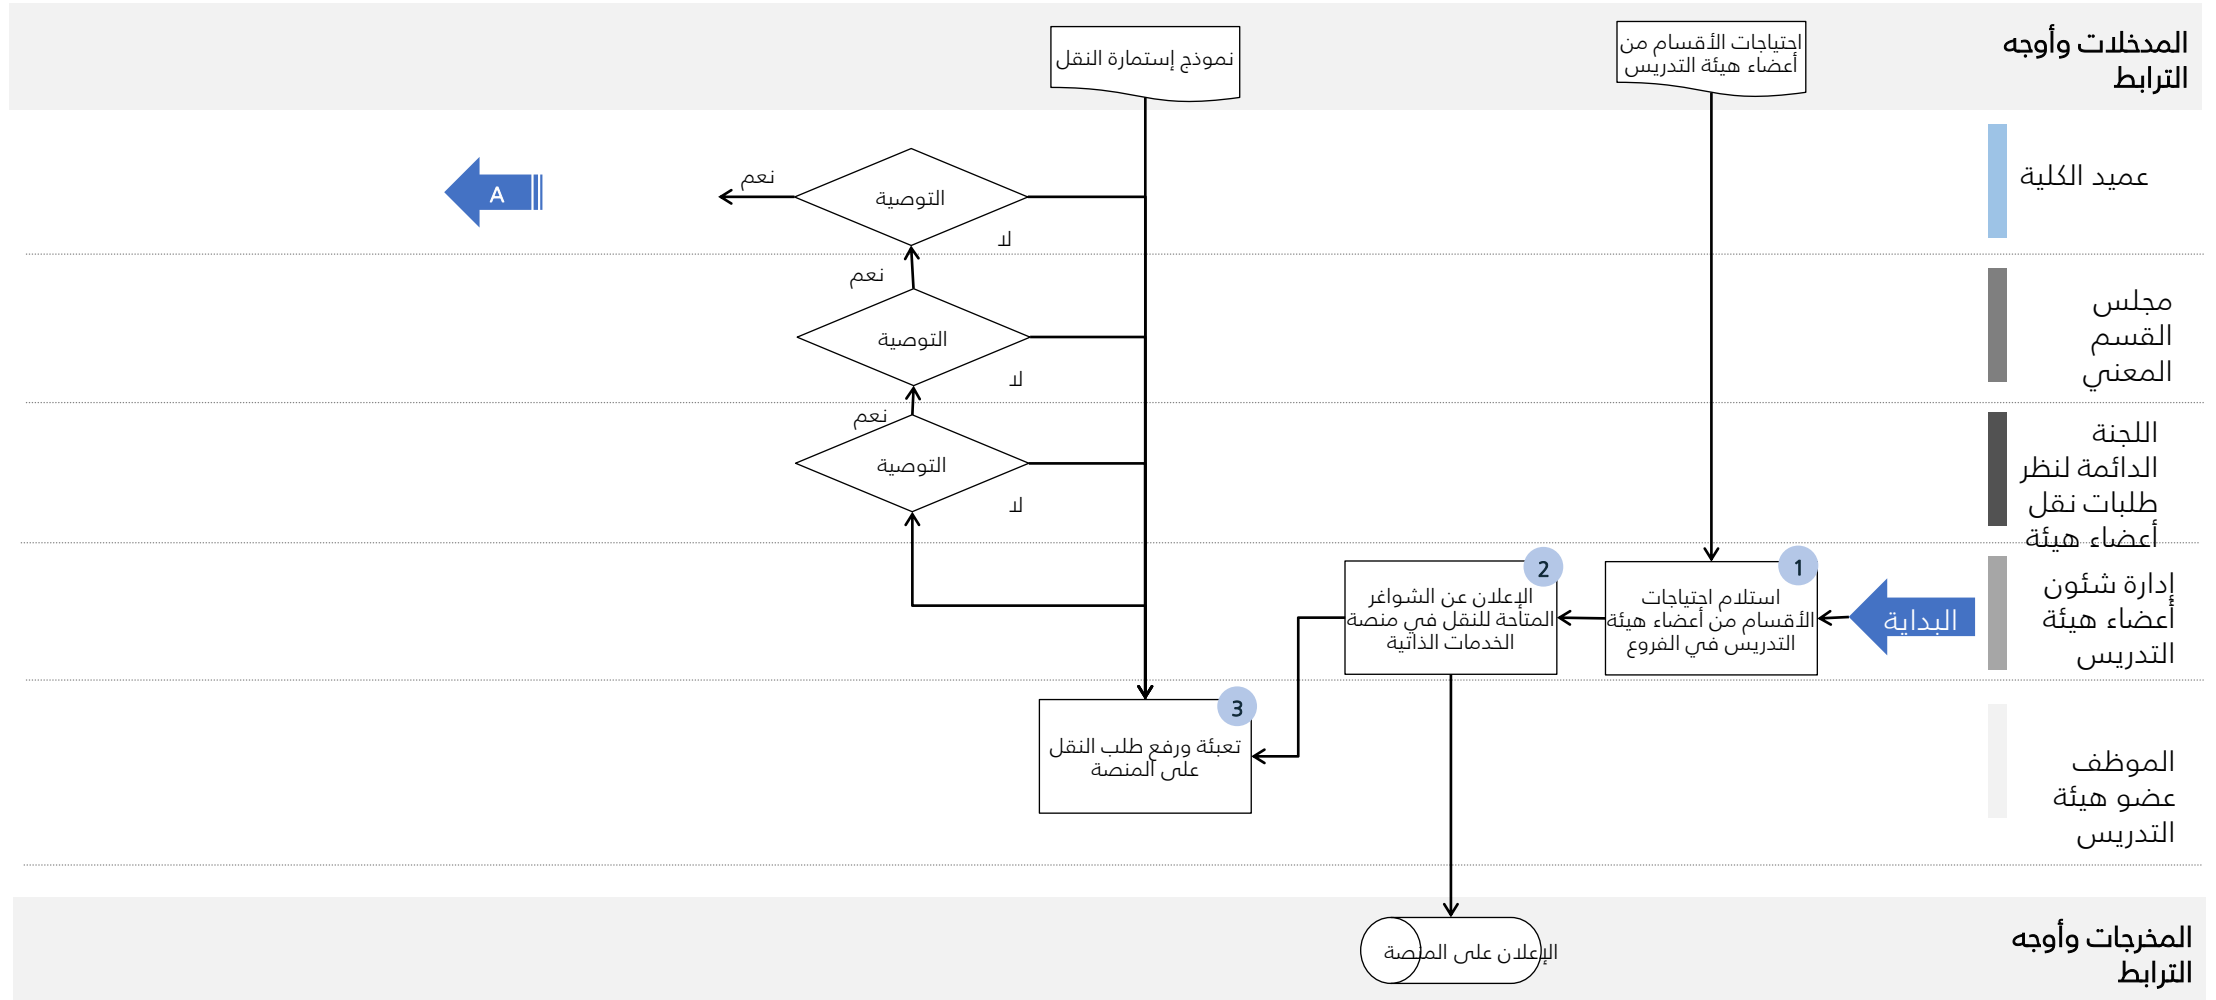 المدخلات وأوجه
الترابط
احتياجات الأقسام من
أعضاء هيئة التدريس
نموذج إستمارة النقل
عميد الكلية
التوصية
نعم
لا
A
مجلس
القسم
المعني
نعم
التوصية
لا
اللجنة
الدائمة لنظر
طلبات نقل
أعضاء هيئة
نعم
التوصية
لا
إدارة شئون
أعضاء هيئة
التدريس
البداية
1
استلام احتياجات
الأقسام من أعضاء هيئة
التدريس في الفروع
2
الإعلان عن الشواغر
المتاحة للنقل في منصة
الخدمات الذاتية
الموظف
عضو هيئة
التدريس
3
تعبئة ورفع طلب النقل
على المنصة
المخرجات وأوجه
الترابط
الإعلان على المنصة